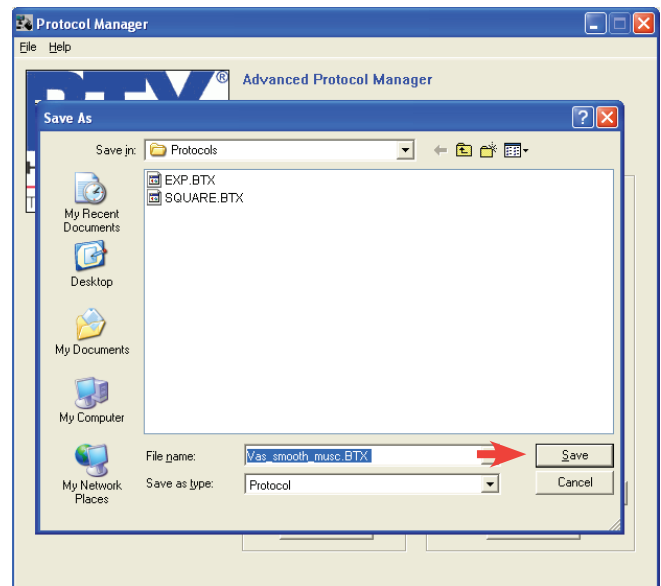 Protocol Manager
File Help
BTX®
Advanced Protocol Manager
Save As
Save in: Protocols
EXP.BTX
SQUARE.BTX
My Recent
Documents
Desktop
My Documents
My Computer
My Network
Places
File name: Vas_smooth_musc.BTX Save
Save as type: Protocol Cancel